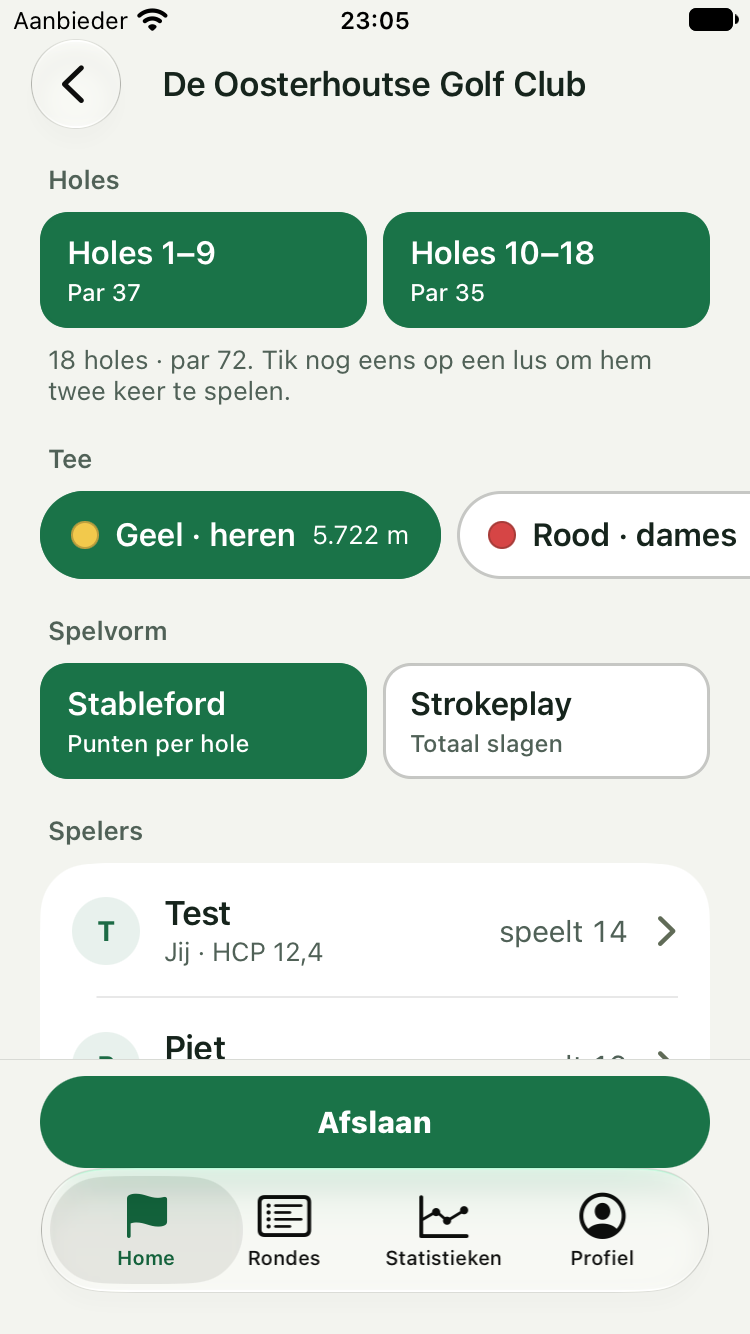 Aanbieder 23:05
De Oosterhoutse Golf Club
Holes
Holes 1–9
Par 37
Holes 10–18
Par 35
18 holes · par 72. Tik nog eens op een lus om hem
twee keer te spelen.
Tee
Geel · heren 5.722 m
Rood · dames
Spelvorm
Stableford
Punten per hole
Strokeplay
Totaal slagen
Spelers
T
Test
Jij · HCP 12,4
speelt 14
Piet
Afslaan
Home
Rondes
Statistieken
Profiel